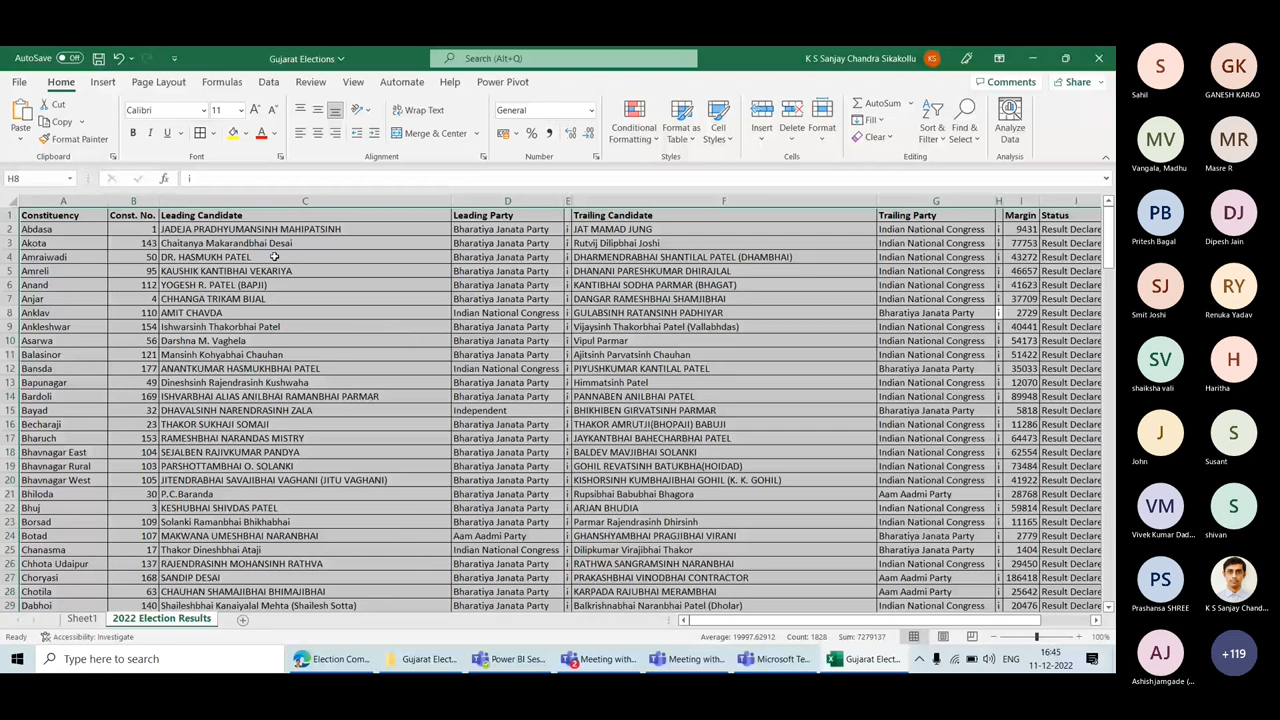 AutoSave Off Gujarat Elections Search (Alt+Q) K S Sanjay Chandra Sikakollu KS
File Home Insert Page Layout Formulas Data Review View Automate Help Power Pivot Comments Share
Paste Cut Copy Format Painter Calibri 11 Wrap Text Merge & Center General Conditional Formatting Format as Table Cell Styles Insert Delete Format AutoSum Fill Clear Sort & Filter Find & Select Analyze Data
Clipboard Font Alignment Number Styles Cells Editing Analysis
H8 fx i
A B C D E F G H I J
1 Constituency Const. No. Leading Candidate Leading Party Trailing Candidate Trailing Party Margin Status
2 Abdasa 1 JADEJA PRADHYUMANSINH MAHIPATSINH Bharatiya Janata Party i JAT MAMAD JUNG Indian National Congress i 9431 Result Declare
3 Akota 143 Chaitanya Makarandbhai Desai Bharatiya Janata Party i Rutvij Dilipbhai Joshi Indian National Congress i 77753 Result Declare
4 Amraiwadi 50 DR. HASMUKH PATEL Bharatiya Janata Party i DHARMENDRABHAI SHANTILAL PATEL (DHAMBHAI) Indian National Congress i 43272 Result Declare
5 Amreli 95 KAUSHIK KANTIBHAI VEKARIYA Bharatiya Janata Party i DHANANI PARESHKUMAR DHIRAJLAL Indian National Congress i 46657 Result Declare
6 Anand 112 YOGESH R. PATEL (BAPJI) Bharatiya Janata Party i KANTIBHAI SODHA PARMAR (BHAGAT) Indian National Congress i 41623 Result Declare
7 Anjar 4 CHHANGA TRIKAM BIJAL Bharatiya Janata Party i DANGAR RAMESHBHAI SHAMJIBHAI Indian National Congress i 37709 Result Declare
8 Anklav 110 AMIT CHAVDA Indian National Congress i GULABSINH RATANSINH PADHIYAR Bharatiya Janata Party i 2729 Result Declare
9 Ankleshwar 154 Ishwarsinh Thakorbhai Patel Bharatiya Janata Party i Vijaysinh Thakorbhai Patel (Vallabhdas) Indian National Congress i 40441 Result Declare
10 Asarwa 56 Darshna M. Vaghela Bharatiya Janata Party i Vipul Parmar Indian National Congress i 54173 Result Declare
11 Balasinor 121 Mansinh Kohyabhai Chauhan Bharatiya Janata Party i Ajitsinh Parvatsinh Chauhan Indian National Congress i 51422 Result Declare
12 Bansda 177 ANANTKUMAR HASMUKHBHAI PATEL Indian National Congress i PIYUSHKUMAR KANTILAL PATEL Bharatiya Janata Party i 35033 Result Declare
13 Bapunagar 49 Dineshsinh Rajendrasinh Kushwaha Bharatiya Janata Party i Himmatsinh Patel Indian National Congress i 12070 Result Declare
14 Bardoli 169 ISHVARBHAI ALIAS ANILBHAI RAMANBHAI PARMAR Bharatiya Janata Party i PANNABEN ANILBHAI PATEL Indian National Congress i 89948 Result Declare
15 Bayad 32 DHAVALSINH NARENDRASINH ZALA Independent i BHIKHIBEN GIRVATSINH PARMAR Bharatiya Janata Party i 5818 Result Declare
16 Becharaji 23 THAKOR SUKHAJI SOMAJI Bharatiya Janata Party i THAKOR AMRUTJI(BHOPAJI) BABUJI Indian National Congress i 11286 Result Declare
17 Bharuch 153 RAMESHBHAI NARANDAS MISTRY Bharatiya Janata Party i JAYKANTBHAI BAHECHARBHAI PATEL Indian National Congress i 64473 Result Declare
18 Bhavnagar East 104 SEJALBEN RAJIVKUMAR PANDYA Bharatiya Janata Party i BALDEV MAVJIBHAI SOLANKI Indian National Congress i 62554 Result Declare
19 Bhavnagar Rural 103 PARSHOTTAMBHAI O. SOLANKI Bharatiya Janata Party i GOHIL REVATSINH BATUKBHA(HOIDAD) Indian National Congress i 73484 Result Declare
20 Bhavnagar West 105 JITENDRABHAI SAVAJIBHAI VAGHANI (JITU VAGHANI) Bharatiya Janata Party i KISHORSINH KUMBHAJIBHAI GOHIL (K. K. GOHIL) Indian National Congress i 41922 Result Declare
21 Bhiloda 30 P.C.Baranda Bharatiya Janata Party i Rupsibhai Babubhai Bhagora Aam Aadmi Party i 28768 Result Declare
22 Bhuj 3 KESHUBHAI SHIVDAS PATEL Bharatiya Janata Party i ARJAN BHUDIA Indian National Congress i 59814 Result Declare
23 Borsad 109 Solanki Ramanbhai Bhikhabhai Bharatiya Janata Party i Parmar Rajendrasinh Dhirsinh Indian National Congress i 11165 Result Declare
24 Botad 107 MAKWANA UMESHBHAI NARANBHAI Aam Aadmi Party i GHANSHYAMBHAI PRAGJIBHAI VIRANI Bharatiya Janata Party i 2779 Result Declare
25 Chanasma 17 Thakor Dineshbhai Ataji Indian National Congress i Dilipkumar Virajibhai Thakor Bharatiya Janata Party i 1404 Result Declare
26 Chhota Udaipur 137 RAJENDRASINH MOHANSINH RATHVA Bharatiya Janata Party i RATHWA SANGRAMSINH NARANBHAI Indian National Congress i 29450 Result Declare
27 Choryasi 168 SANDIP DESAI Bharatiya Janata Party i PRAKASHBHAI VINODBHAI CONTRACTOR Aam Aadmi Party i 186418 Result Declare
28 Chotila 63 CHAUHAN SHAMJIBHAI BHIMJIBHAI Bharatiya Janata Party i KARPADA RAJUBHAI MERAMBHAI Aam Aadmi Party i 25642 Result Declare
29 Dabhoi 140 Shaileshbhai Kanaiyalal Mehta (Shailesh Sotta) Bharatiya Janata Party i Balkrishnabhai Naranbhai Patel (Dholar) Indian National Congress i 20476 Result Declare
Sheet1 2022 Election Results
Ready Accessibility: Investigate Average: 19997.62912 Count: 1828 Sum: 7279137 100%
Type here to search Election Com... Gujarat Elect... Power BI Ses... Meeting with... Meeting with... Microsoft Te... Gujarat Elect... ENG 16:45 11-12-2022
S GK
Sahil GANESH KARAD
MV MR
Vangala, Madhu Masre R
PB DJ
Pritesh Bagal Dipesh Jain
SJ RY
Smit Joshi Renuka Yadav
SV H
shaiksha vali Haritha
J S
John Susant
VM S
Vivek Kumar Dad... shivan
PS
Prashansa SHREE K S Sanjay Chand...
AJ +119
Ashish jamgade (...